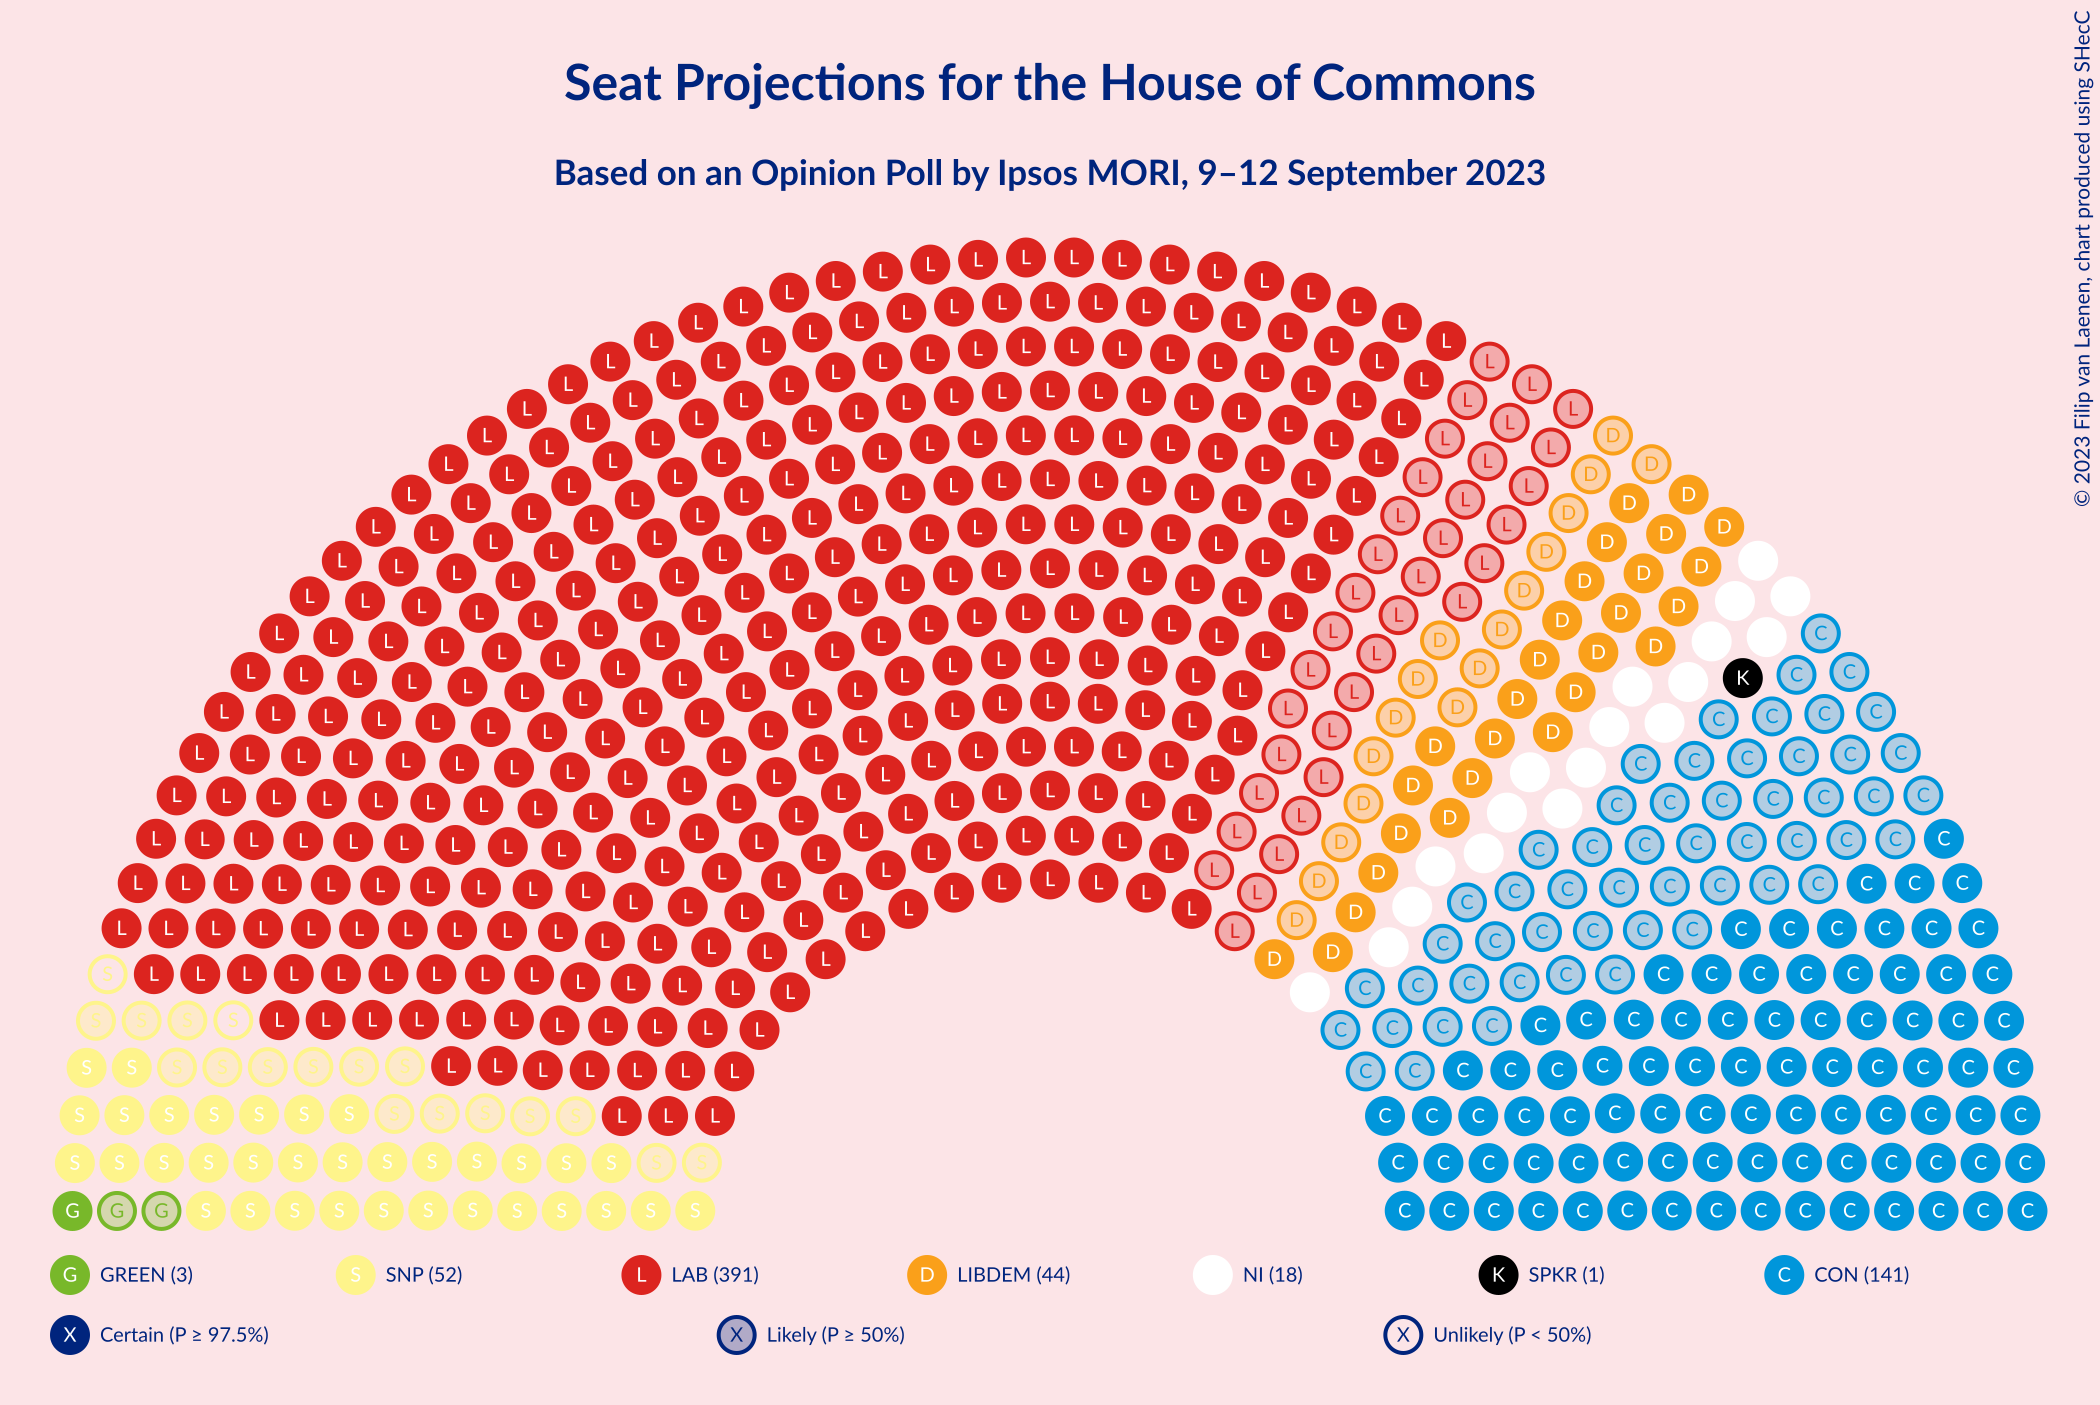 Seat Projections for the House of Commons
Based on an Opinion Poll by Ipsos MORI, 9–12 September 2023
© 2023 Filip van Laenen, chart produced using SHecC
G GREEN (3) S SNP (52) L LAB (391) D LIBDEM (44) NI (18) K SPKR (1) C CON (141)
X Certain (P ≥ 97.5%) X Likely (P ≥ 50%) X Unlikely (P < 50%)